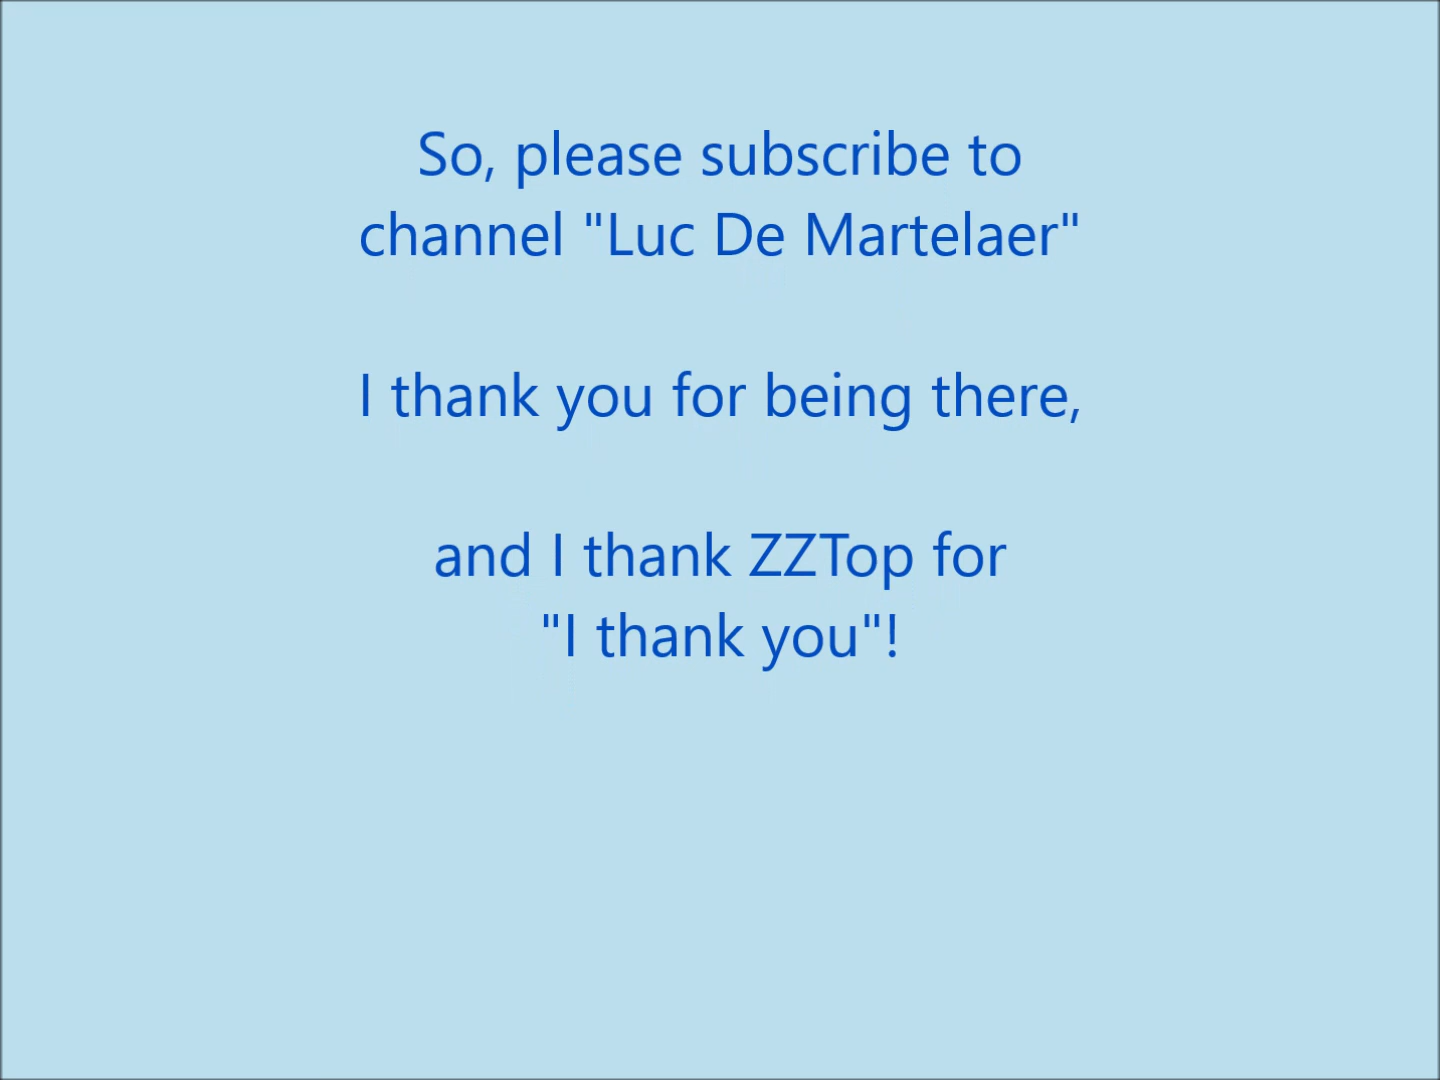 So, please subscribe to
channel "Luc De Martelaer"
I thank you for being there,
and I thank ZZTop for
"I thank you"!